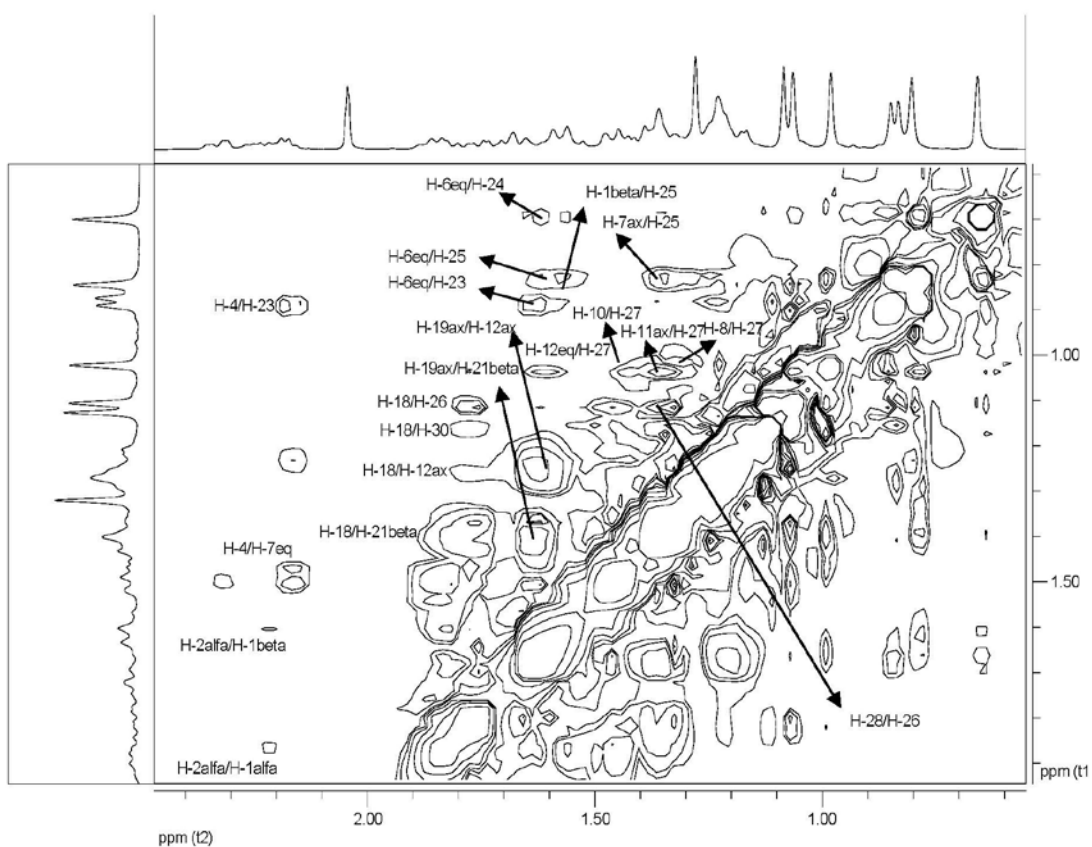 H-6eq/H-24
H-1beta/H-25
H-7ax/H-25
H-6eq/H-25
H-6eq/H-23
H-4/H-23
H-10/H-27
H-19ax/H-12ax
H-11ax/H-27
H-8/H-27
H-12eq/H-27
1.00
H-19ax/H-21beta
H-18/H-26
H-18/H-30
H-18/H-12ax
H-18/H-21beta
H-4/H-7eq
1.50
H-2alfa/H-1beta
H-28/H-26
H-2alfa/H-1alfa
ppm (t1
2.00
1.50
1.00
ppm (t2)